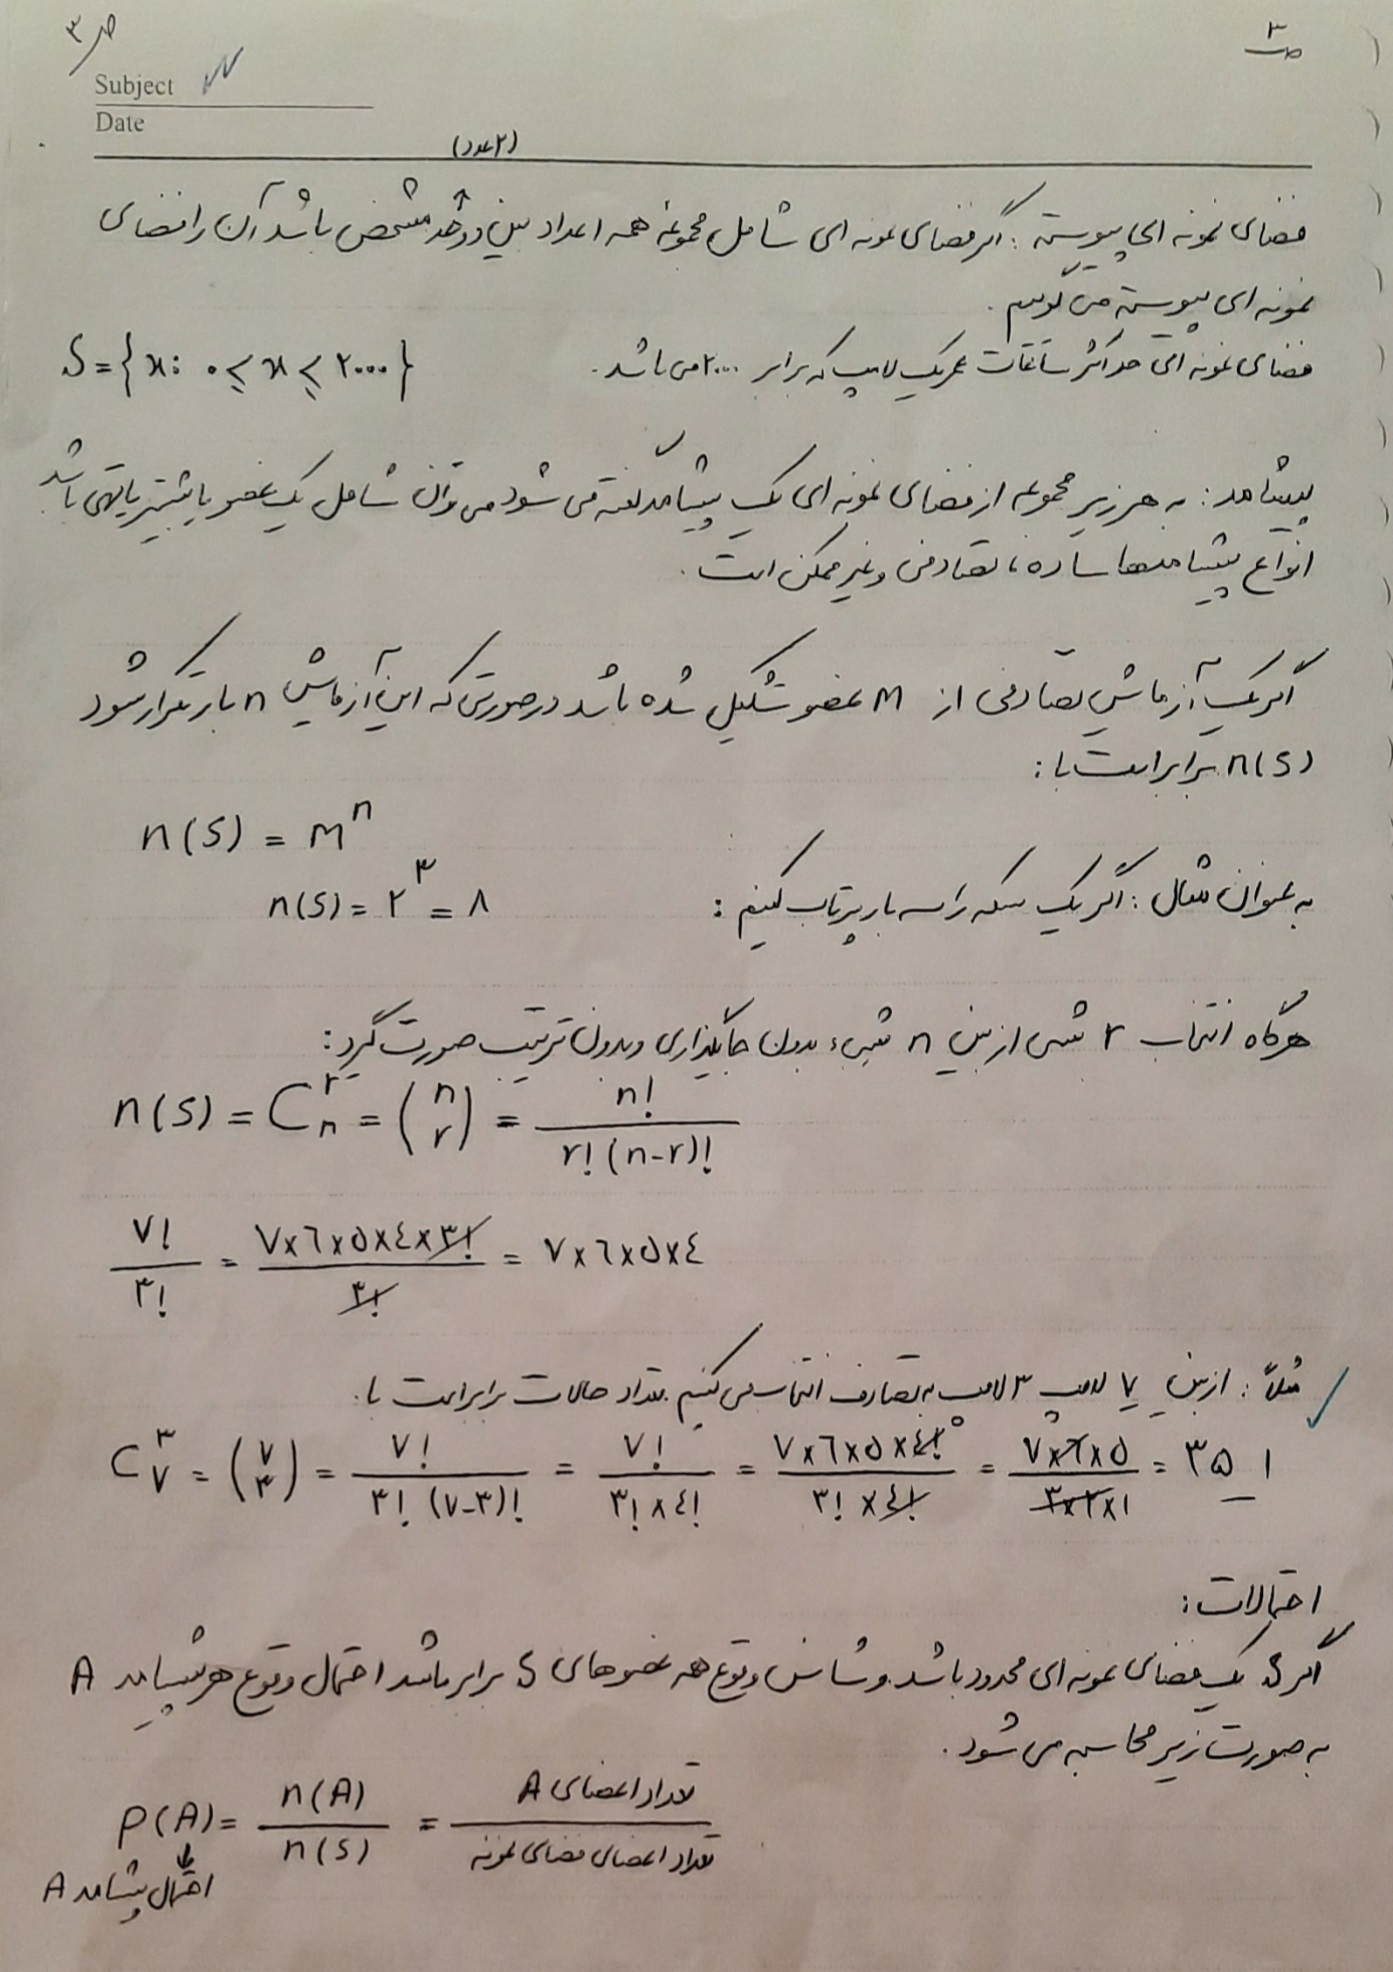 ص ۳
ص ۳
Subject
Date
(۲ عدد)
فضای نمونه ای پیوسته : اگر فضای نمونه ای شامل مجموعه همه اعداد بین دو حد مشخص باشد آن را فضای
نمونه ای پیوسته می گوییم .
فضای نمونه ای حداکثر ساعات عمر یک لامپ که برابر ۲۰۰۰ می باشد . S = {x : ۰ ≤ x ≤ ۲۰۰۰}
پیشامد : به هر زیر مجموعه از فضای نمونه ای یک پیشامد گفته می شود می توان شامل یک عضو یا بیشتر یا تهی باشد
انواع پیشامدها ساده ، تصادفی و غیر ممکن است .
اگر یک آزمایش تصادفی از M عضو تشکیل شده باشد در صورتی که این آزمایش n بار تکرار شود
n(S) برابر است با :
n(S) = Mⁿ
به عنوان مثال : اگر یک سکه را سه بار پرتاب کنیم : n(S) = ۲^۳ = ۸
هرگاه انتخاب r شی از بین n شیء بدون جایگذاری و بدون ترتیب صورت گیرد :
n(S) = C_n^r = (n r) = n! / r!(n-r)!
۷! / ۳! = ۷×۶×۵×۴×۳! / ۳! = ۷×۶×۵×۴
مثلاً : از بین ۷ لامپ ۳ لامپ به تصادف انتخاب می کنیم تعداد حالات برابر است با .
C_۷^۳ = (۷ ۳) = ۷! / ۳!(۷-۳)! = ۷! / ۳!×۴! = ۷×۶×۵×۴! / ۳!×۴! = ۷×۶×۵ / ۳×۲×۱ = ۳۵
احتمالات :
اگر S یک فضای نمونه ای محدود باشد و شانس وقوع همه عضوهای S برابر باشد احتمال وقوع هر پیشامد A
به صورت زیر محاسبه می شود .
P(A) = n(A) / n(S) = تعداد اعضای A / تعداد اعضای فضای نمونه
احتمال پیشامد A